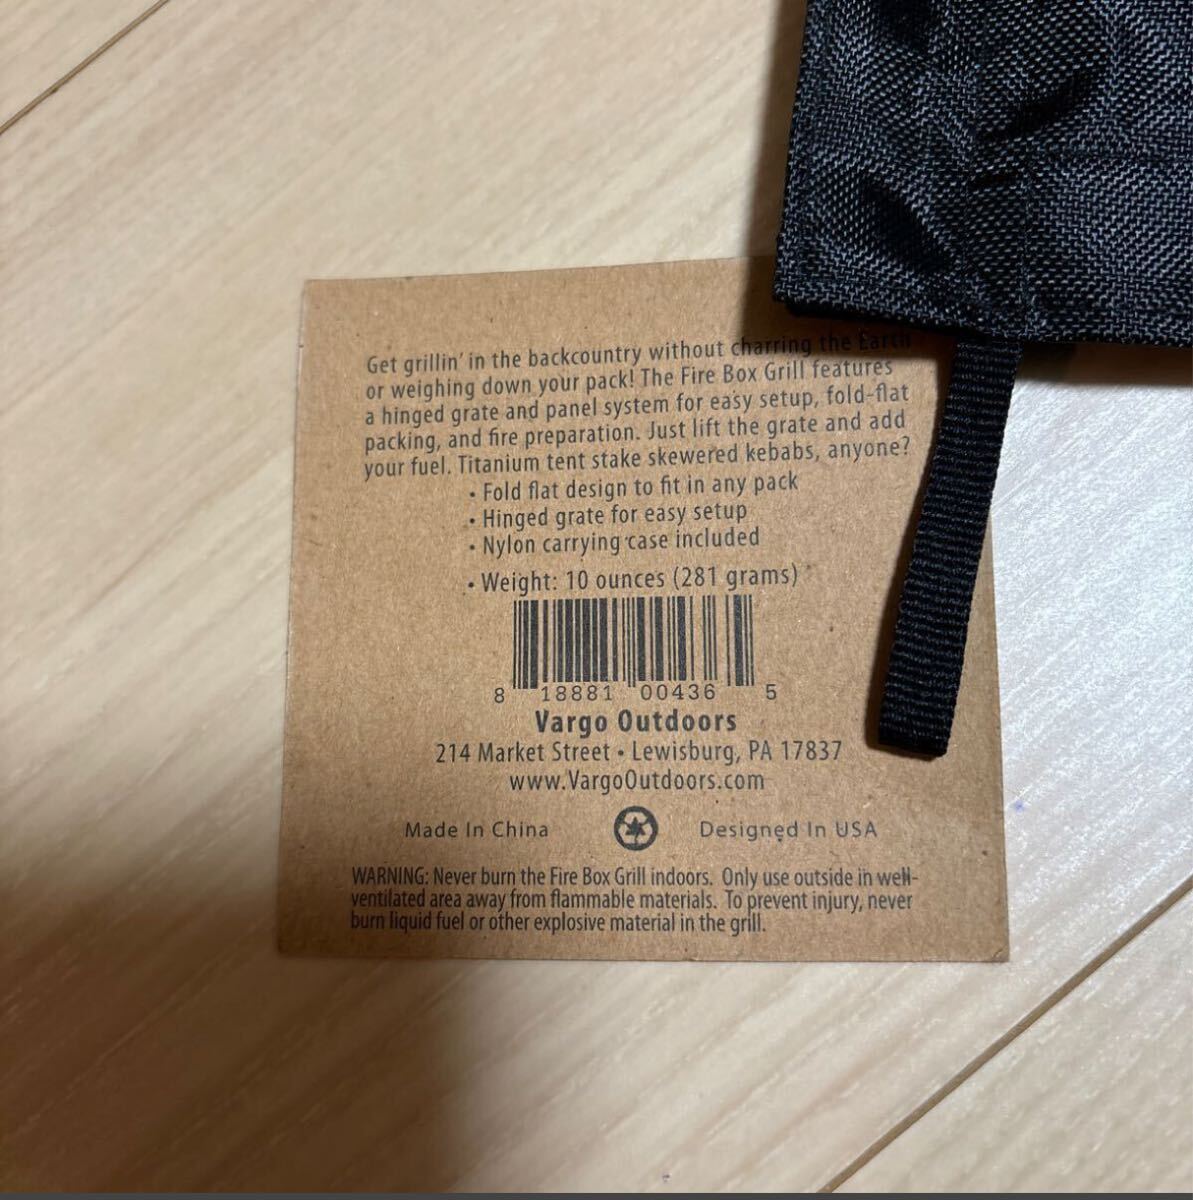 Get grillin' in the backcountry without charring the Earth
or weighing down your pack! The Fire Box Grill features
a hinged grate and panel system for easy setup, fold-flat
packing, and fire preparation. Just lift the grate and add
your fuel. Titanium tent stake skewered kebabs, anyone?
• Fold flat design to fit in any pack
• Hinged grate for easy setup
• Nylon carrying case included
• Weight: 10 ounces (281 grams)
8 18881 00436 5
Vargo Outdoors
214 Market Street • Lewisburg, PA 17837
www.VargoOutdoors.com
Made In China Designed In USA
WARNING: Never burn the Fire Box Grill indoors. Only use outside in well-
ventilated area away from flammable materials. To prevent injury, never
burn liquid fuel or other explosive material in the grill.